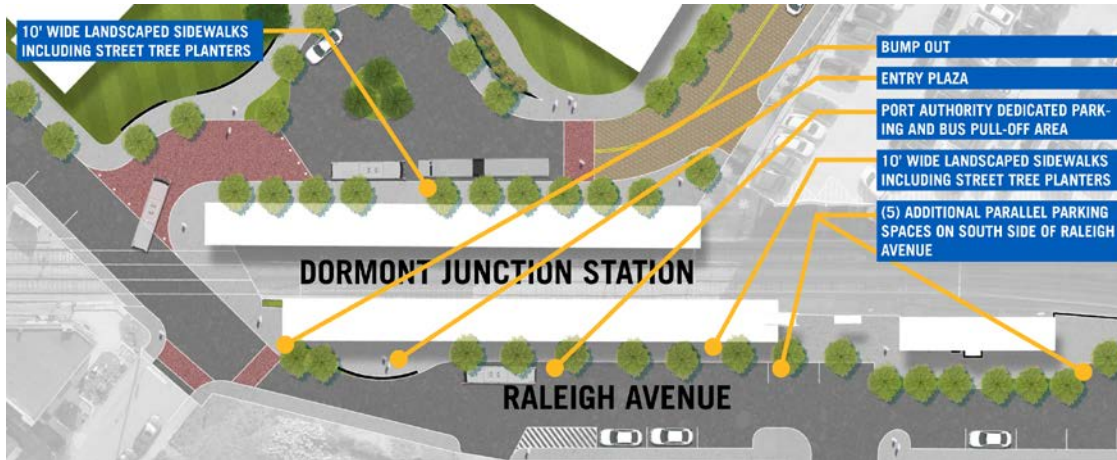 10' WIDE LANDSCAPED SIDEWALKS
INCLUDING STREET TREE PLANTERS
BUMP OUT
ENTRY PLAZA
PORT AUTHORITY DEDICATED PARK-
ING AND BUS PULL-OFF AREA
10' WIDE LANDSCAPED SIDEWALKS
INCLUDING STREET TREE PLANTERS
(5) ADDITIONAL PARALLEL PARKING
SPACES ON SOUTH SIDE OF RALEIGH
AVENUE
DORMONT JUNCTION STATION
RALEIGH AVENUE